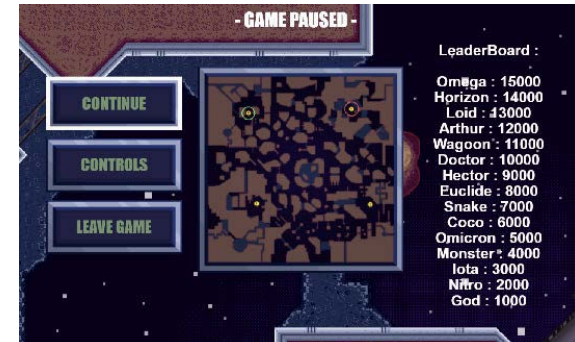 - GAME PAUSED -
CONTINUE
CONTROLS
LEAVE GAME
LeaderBoard :
Omega : 15000
Horizon : 14000
Loid : 13000
Arthur : 12000
Wagoon : 11000
Doctor : 10000
Hector : 9000
Euclide : 8000
Snake : 7000
Coco : 6000
Omicron : 5000
Monster : 4000
Iota : 3000
Nitro : 2000
God : 1000